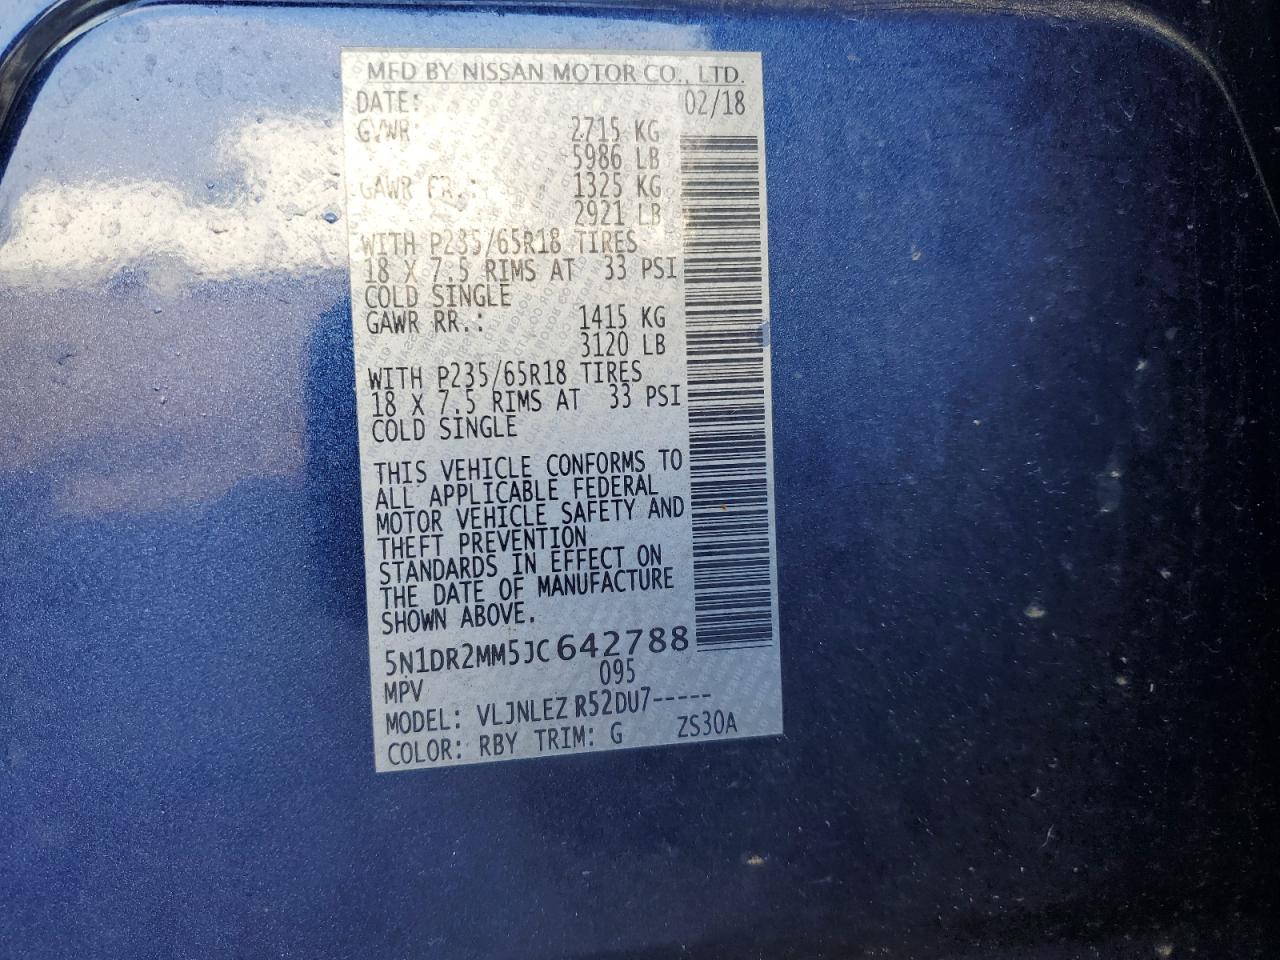 MFD BY NISSAN MOTOR CO., LTD.
DATE: 02/18
GVWR: 2715 KG
5986 LB
GAWR FR.: 1325 KG
2921 LB
WITH P235/65R18 TIRES
18 X 7.5 RIMS AT 33 PSI
COLD SINGLE
GAWR RR.: 1415 KG
3120 LB
WITH P235/65R18 TIRES
18 X 7.5 RIMS AT 33 PSI
COLD SINGLE
THIS VEHICLE CONFORMS TO
ALL APPLICABLE FEDERAL
MOTOR VEHICLE SAFETY AND
THEFT PREVENTION
STANDARDS IN EFFECT ON
THE DATE OF MANUFACTURE
SHOWN ABOVE.
5N1DR2MM5JC642788
MPV 095
MODEL: VLJNLEZ R52DU7-----
COLOR: RBY TRIM: G ZS30A